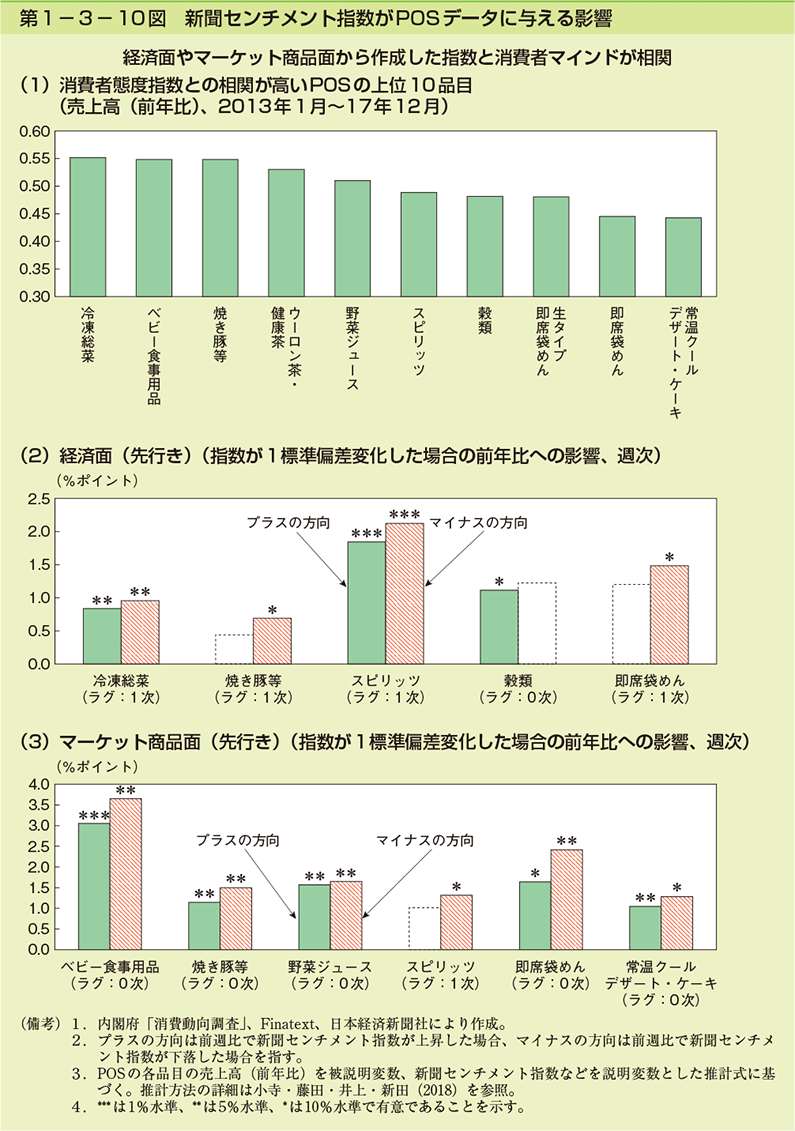 第1-3-10図 新聞センチメント指数がPOSデータに与える影響
経済面やマーケット商品面から作成した指数と消費者マインドが相関
(1)消費者態度指数との相関が高いPOSの上位10品目
(売上高(前年比)、2013年1月~17年12月)
0.60
0.55
0.50
0.45
0.40
0.35
0.30
冷凍総菜
ベビー食事用品
焼き豚等
ウーロン茶・
健康茶
野菜ジュース
スピリッツ
穀類
生タイプ
即席袋めん
即席袋めん
常温クール
デザート・ケーキ
(2)経済面(先行き)(指数が1標準偏差変化した場合の前年比への影響、週次)
(%ポイント)
2.5
2.0
1.5
1.0
0.5
0.0
プラスの方向
マイナスの方向
** ** * *** *** * *
冷凍総菜
(ラグ:1次)
焼き豚等
(ラグ:1次)
スピリッツ
(ラグ:1次)
穀類
(ラグ:0次)
即席袋めん
(ラグ:1次)
(3)マーケット商品面(先行き)(指数が1標準偏差変化した場合の前年比への影響、週次)
(%ポイント)
4.0
3.5
3.0
2.5
2.0
1.5
1.0
0.5
0.0
プラスの方向
マイナスの方向
*** ** ** ** ** ** * * ** ** *
ベビー食事用品
(ラグ:0次)
焼き豚等
(ラグ:0次)
野菜ジュース
(ラグ:0次)
スピリッツ
(ラグ:1次)
即席袋めん
(ラグ:0次)
常温クール
デザート・ケーキ
(ラグ:0次)
(備考)1.内閣府「消費動向調査」、Finatext、日本経済新聞社により作成。
2.プラスの方向は前週比で新聞センチメント指数が上昇した場合、マイナスの方向は前週比で新聞センチメ
ント指数が下落した場合を指す。
3.POSの各品目の売上高(前年比)を被説明変数、新聞センチメント指数などを説明変数とした推計式に基
づく。推計方法の詳細は小寺・藤田・井上・新田(2018)を参照。
4.***は1%水準、**は5%水準、*は10%水準で有意であることを示す。